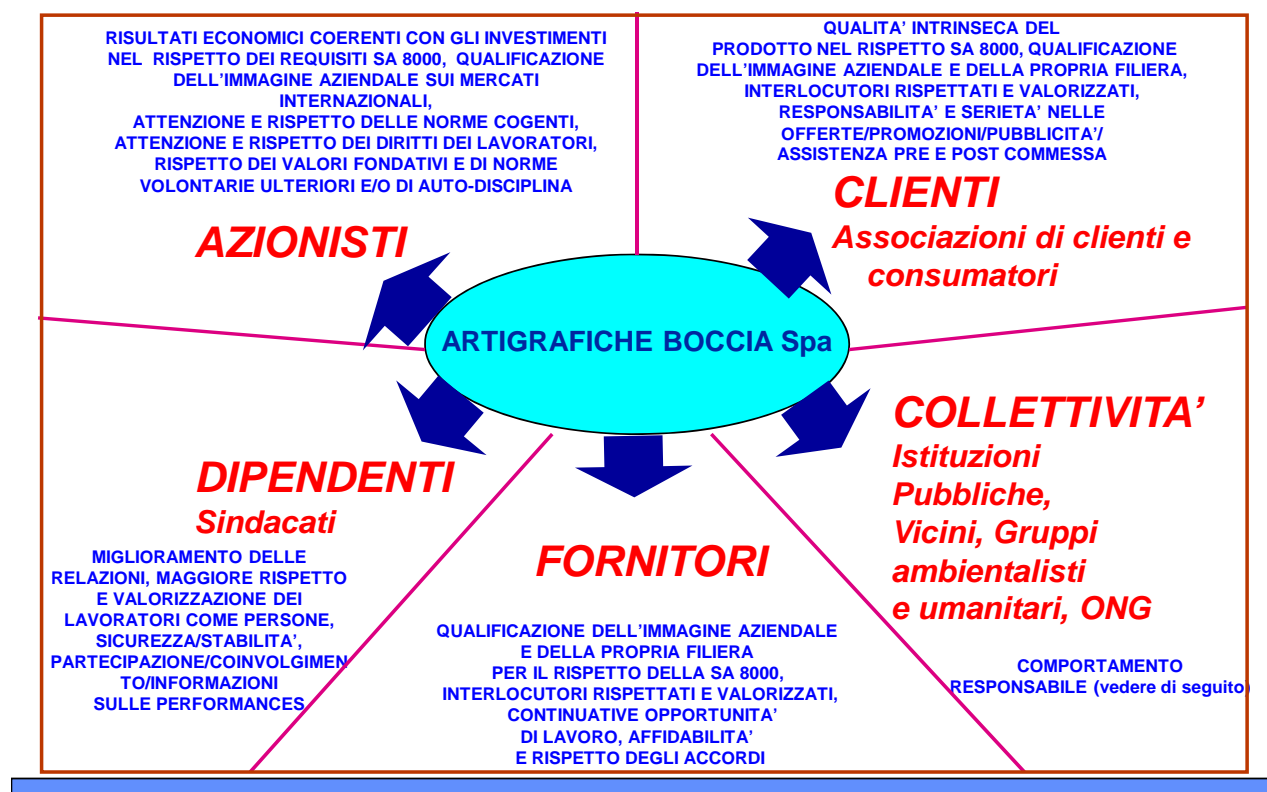 RISULTATI ECONOMICI COERENTI CON GLI INVESTIMENTI
NEL RISPETTO DEI REQUISITI SA 8000, QUALIFICAZIONE
DELL'IMMAGINE AZIENDALE SUI MERCATI
INTERNAZIONALI,
ATTENZIONE E RISPETTO DELLE NORME COGENTI,
ATTENZIONE E RISPETTO DEI DIRITTI DEI LAVORATORI,
RISPETTO DEI VALORI FONDATIVI E DI NORME
VOLONTARIE ULTERIORI E/O DI AUTO-DISCIPLINA
AZIONISTI
QUALITA' INTRINSECA DEL
PRODOTTO NEL RISPETTO SA 8000, QUALIFICAZIONE
DELL'IMMAGINE AZIENDALE E DELLA PROPRIA FILIERA,
INTERLOCUTORI RISPETTATI E VALORIZZATI,
RESPONSABILITA' E SERIETA' NELLE
OFFERTE/PROMOZIONI/PUBBLICITA'/
ASSISTENZA PRE E POST COMMESSA
CLIENTI
Associazioni di clienti e
consumatori
ARTIGRAFICHE BOCCIA Spa
DIPENDENTI
Sindacati
MIGLIORAMENTO DELLE
RELAZIONI, MAGGIORE RISPETTO
E VALORIZZAZIONE DEI
LAVORATORI COME PERSONE,
SICUREZZA/STABILITA',
PARTECIPAZIONE/COINVOLGIMEN
TO/INFORMAZIONI
SULLE PERFORMANCES
FORNITORI
QUALIFICAZIONE DELL'IMMAGINE AZIENDALE
E DELLA PROPRIA FILIERA
PER IL RISPETTO DELLA SA 8000,
INTERLOCUTORI RISPETTATI E VALORIZZATI,
CONTINUATIVE OPPORTUNITA'
DI LAVORO, AFFIDABILITA'
E RISPETTO DEGLI ACCORDI
COLLETTIVITA'
Istituzioni
Pubbliche,
Vicini, Gruppi
ambientalisti
e umanitari, ONG
COMPORTAMENTO
RESPONSABILE (vedere di seguito)